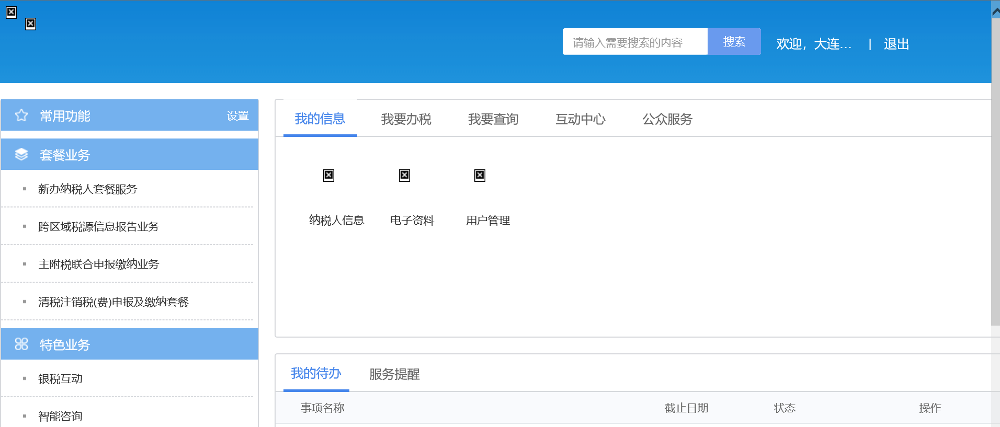 请输入需要搜索的内容 搜索 欢迎，大连... | 退出
常用功能 设置
套餐业务
新办纳税人套餐服务
跨区域税源信息报告业务
主附税联合申报缴纳业务
清税注销税(费)申报及缴纳套餐
特色业务
银税互动
智能咨询
我的信息 我要办税 我要查询 互动中心 公众服务
纳税人信息 电子资料 用户管理
我的待办 服务提醒
事项名称 截止日期 状态 操作